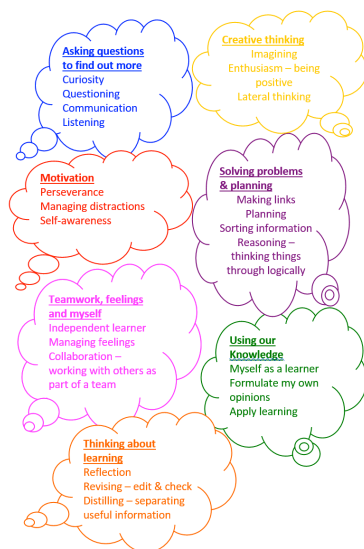 Asking questions
to find out more
Curiosity
Questioning
Communication
Listening
Creative thinking
Imagining
Enthusiasm – being
positive
Lateral thinking
Motivation
Perseverance
Managing distractions
Self-awareness
Solving problems
& planning
Making links
Planning
Sorting information
Reasoning –
thinking things
through logically
Teamwork, feelings
and myself
Independent learner
Managing feelings
Collaboration –
working with others as
part of a team
Using our
Knowledge
Myself as a learner
Formulate my own
opinions
Apply learning
Thinking about
learning
Reflection
Revising – edit & check
Distilling – separating
useful information